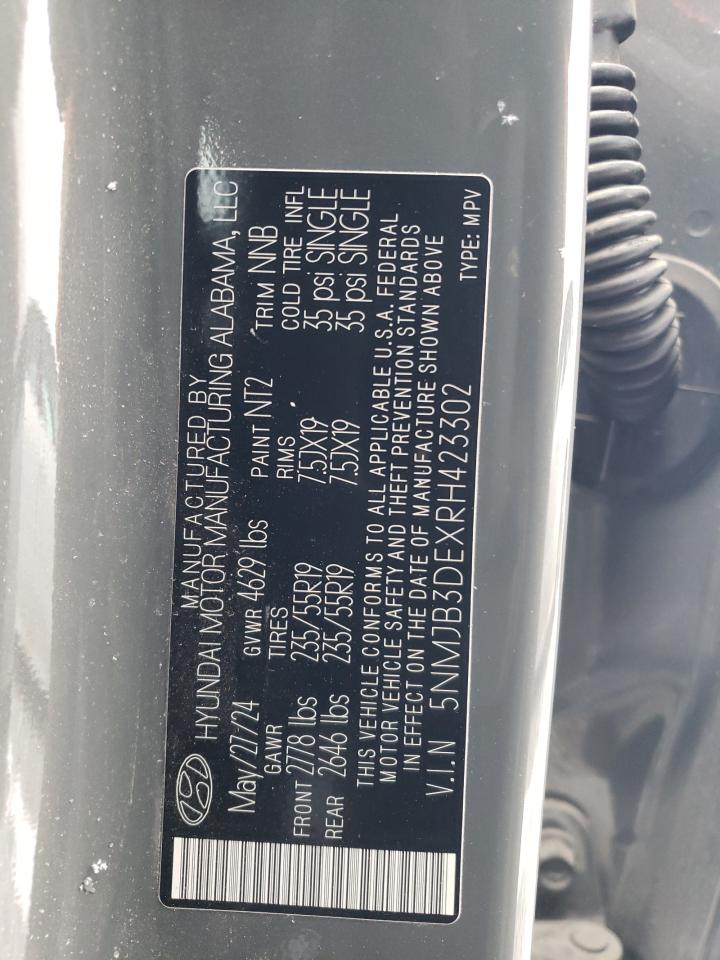 MANUFACTURED BY
HYUNDAI MOTOR MANUFACTURING ALABAMA, LLC
May/27/24 GVWR 4629 lbs PAINT NT2 TRIM NNB
GAWR TIRES RIMS COLD TIRE INFL
FRONT 2778 lbs 235/55R19 7.5JX19 35 psi SINGLE
REAR 2646 lbs 235/55R19 7.5JX19 35 psi SINGLE
THIS VEHICLE CONFORMS TO ALL APPLICABLE U.S.A. FEDERAL
MOTOR VEHICLE SAFETY AND THEFT PREVENTION STANDARDS
IN EFFECT ON THE DATE OF MANUFACTURE SHOWN ABOVE
V.I.N 5NMJB3DEXRH423302 TYPE: MPV